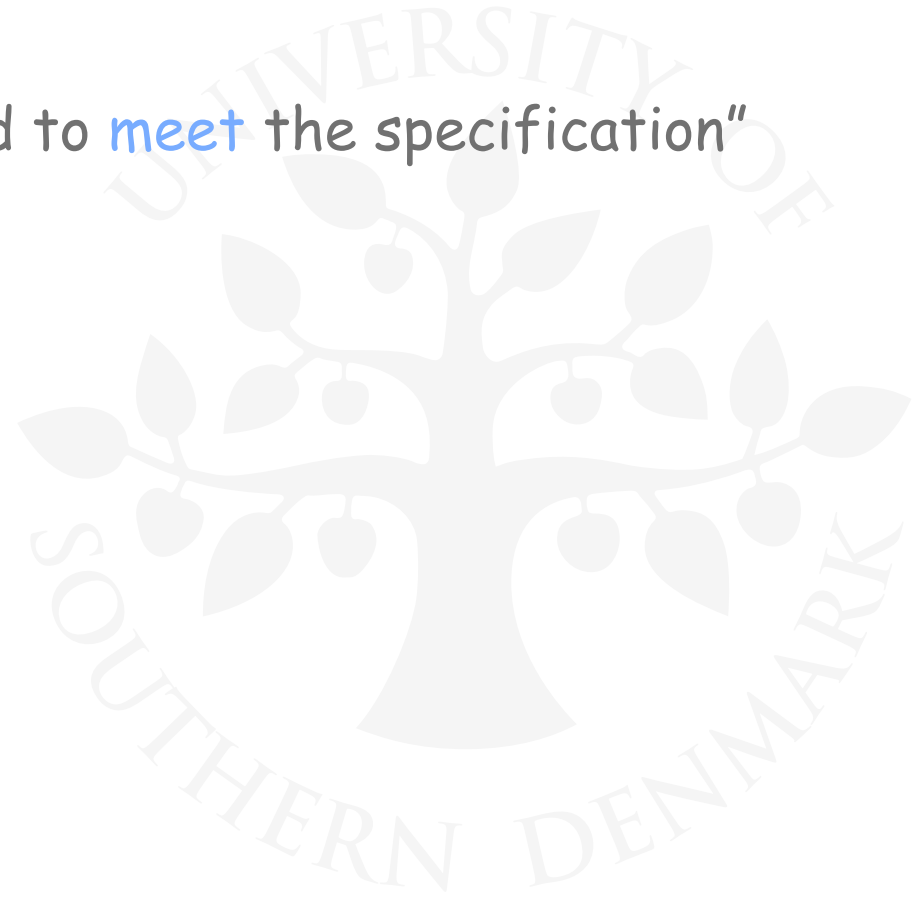 UNIVERSITY OF
d to meet the specification“
SOUTHERN DENMARK